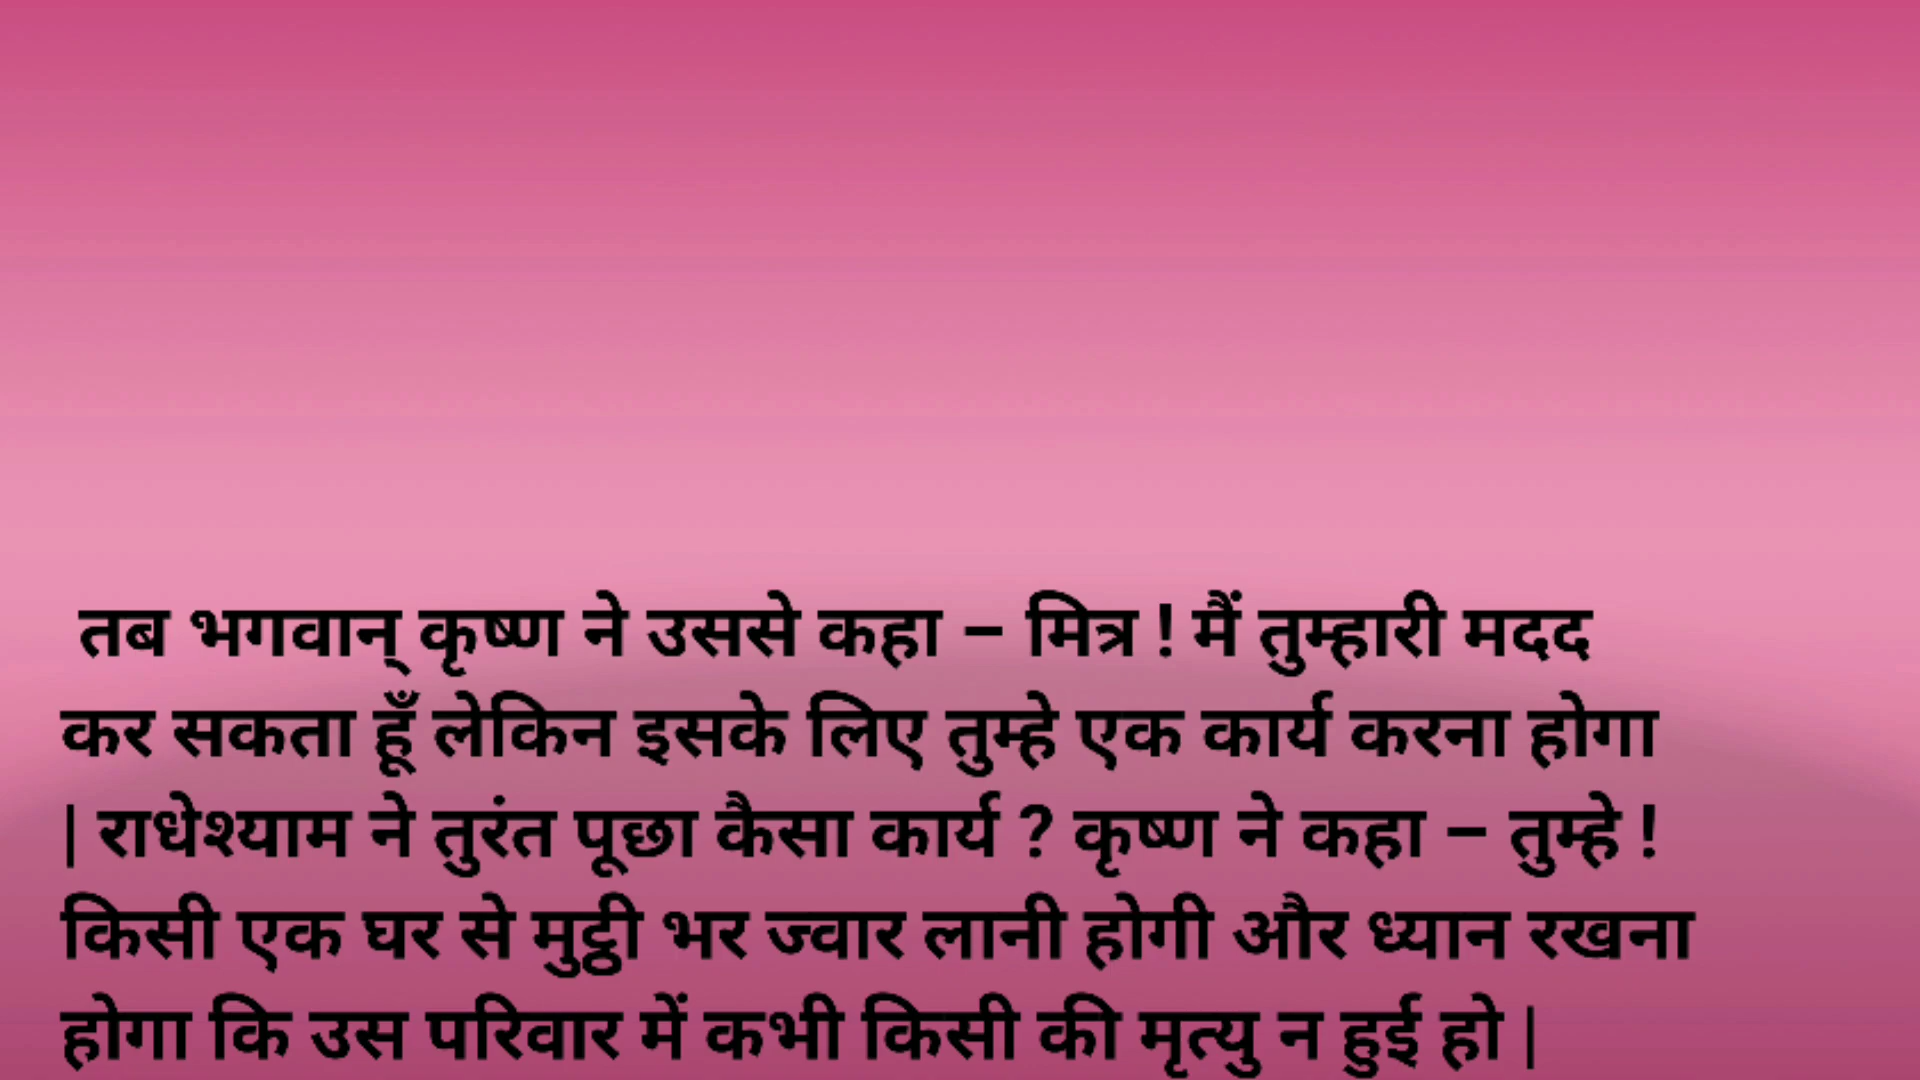 तब भगवान् कृष्ण ने उससे कहा – मित्र ! मैं तुम्हारी मदद
कर सकता हूँ लेकिन इसके लिए तुम्हे एक कार्य करना होगा
| राधेश्याम ने तुरंत पूछा कैसा कार्य ? कृष्ण ने कहा – तुम्हे !
किसी एक घर से मुट्ठी भर ज्वार लानी होगी और ध्यान रखना
होगा कि उस परिवार में कभी किसी की मृत्यु न हुई हो |